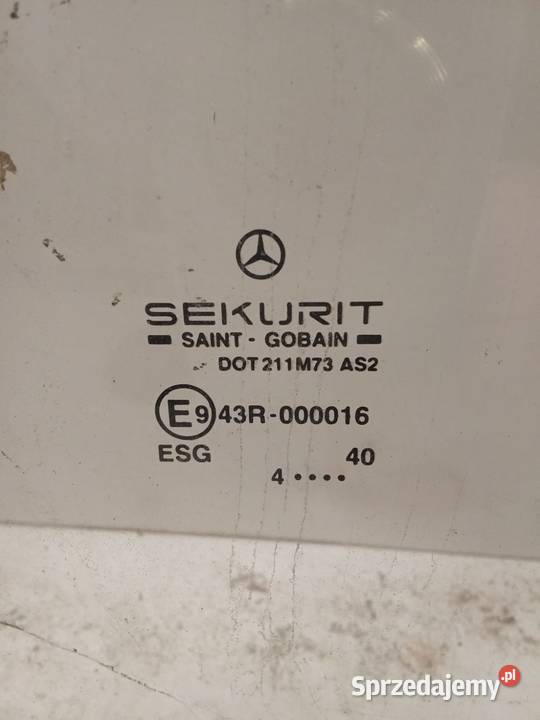 SEKURIT
SAINT - GOBAIN
DOT 211M73 AS2
E9 43R-000016
ESG 40
4 ••••
Sprzedajemy.pl